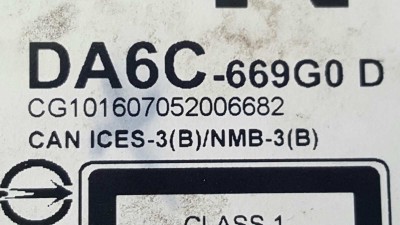 DA6C-669G0 D
CG101607052006682
CAN ICES-3(B)/NMB-3(B)
CLASS 1